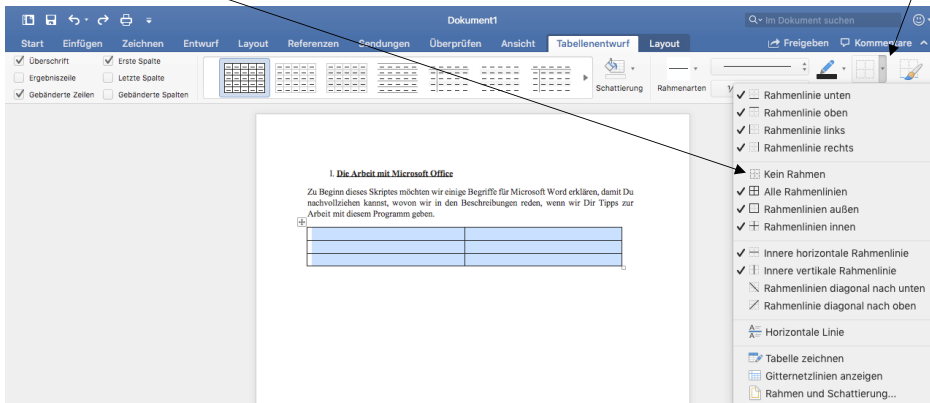 Dokument1
Im Dokument suchen
Start Einfügen Zeichnen Entwurf Layout Referenzen Sendungen Überprüfen Ansicht Tabellenentwurf Layout Freigeben Kommentare
Überschrift Erste Spalte
Ergebniszeile Letzte Spalte
Gebänderte Zeilen Gebänderte Spalten
Schattierung Rahmenarten
Rahmenlinie unten
Rahmenlinie oben
Rahmenlinie links
Rahmenlinie rechts
Kein Rahmen
Alle Rahmenlinien
Rahmenlinien außen
Rahmenlinien innen
Innere horizontale Rahmenlinie
Innere vertikale Rahmenlinie
Rahmenlinien diagonal nach unten
Rahmenlinie diagonal nach oben
Horizontale Linie
Tabelle zeichnen
Gitternetzlinien anzeigen
Rahmen und Schattierung...
I. Die Arbeit mit Microsoft Office
Zu Beginn dieses Skriptes möchten wir einige Begriffe für Microsoft Word erklären, damit Du
nachvollziehen kannst, wovon wir in den Beschreibungen reden, wenn wir Dir Tipps zur
Arbeit mit diesem Programm geben.